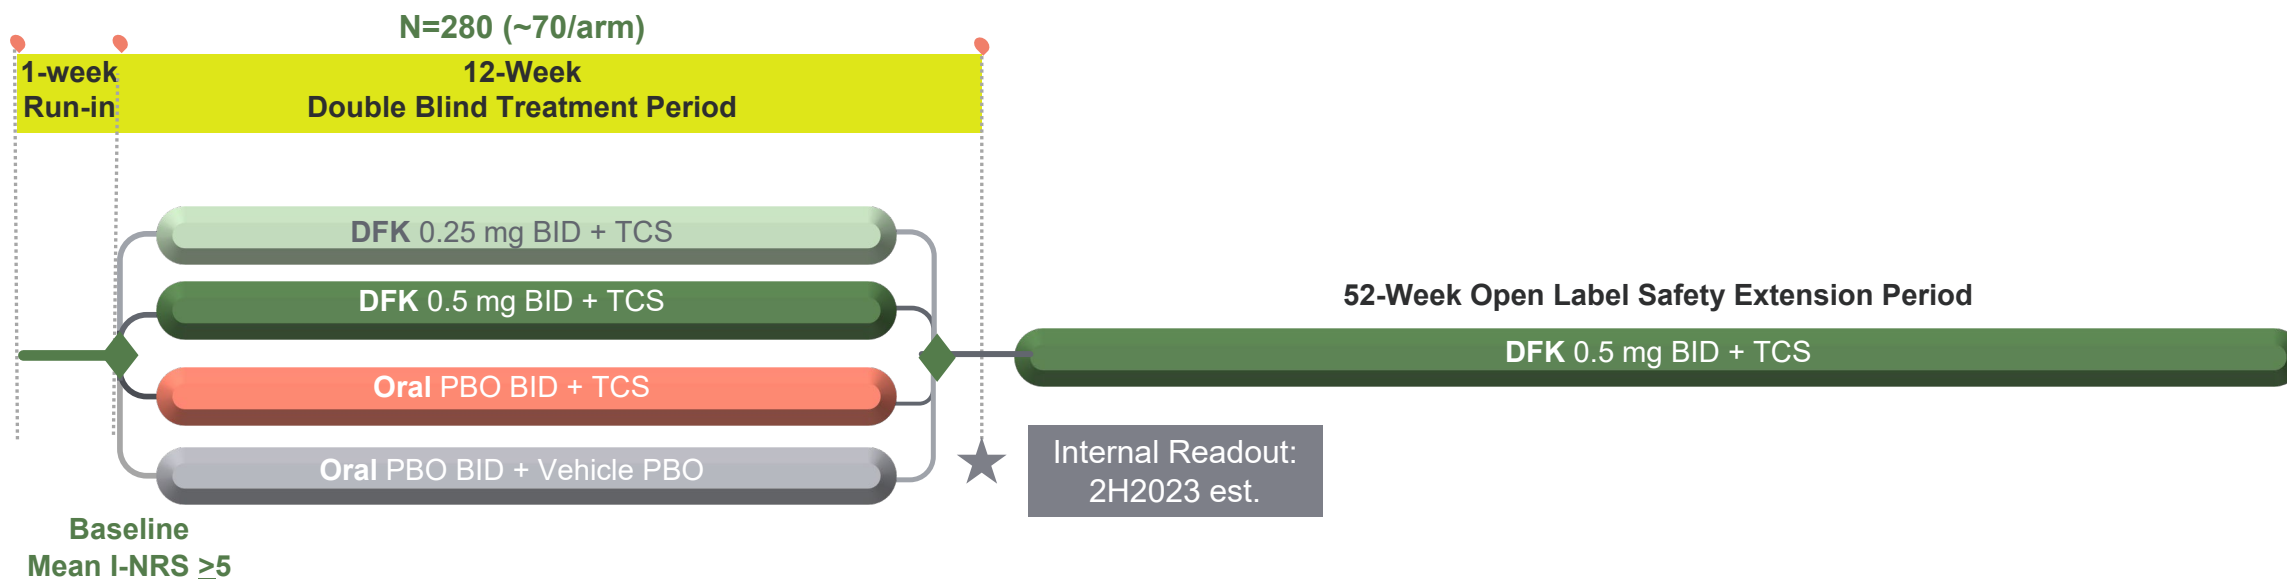 N=280 (~70/arm)
1-week
Run-in
12-Week
Double Blind Treatment Period
DFK 0.25 mg BID + TCS
DFK 0.5 mg BID + TCS
Oral PBO BID + TCS
Oral PBO BID + Vehicle PBO
52-Week Open Label Safety Extension Period
DFK 0.5 mg BID + TCS
Internal Readout:
2H2023 est.
Baseline
Mean I-NRS ≥5